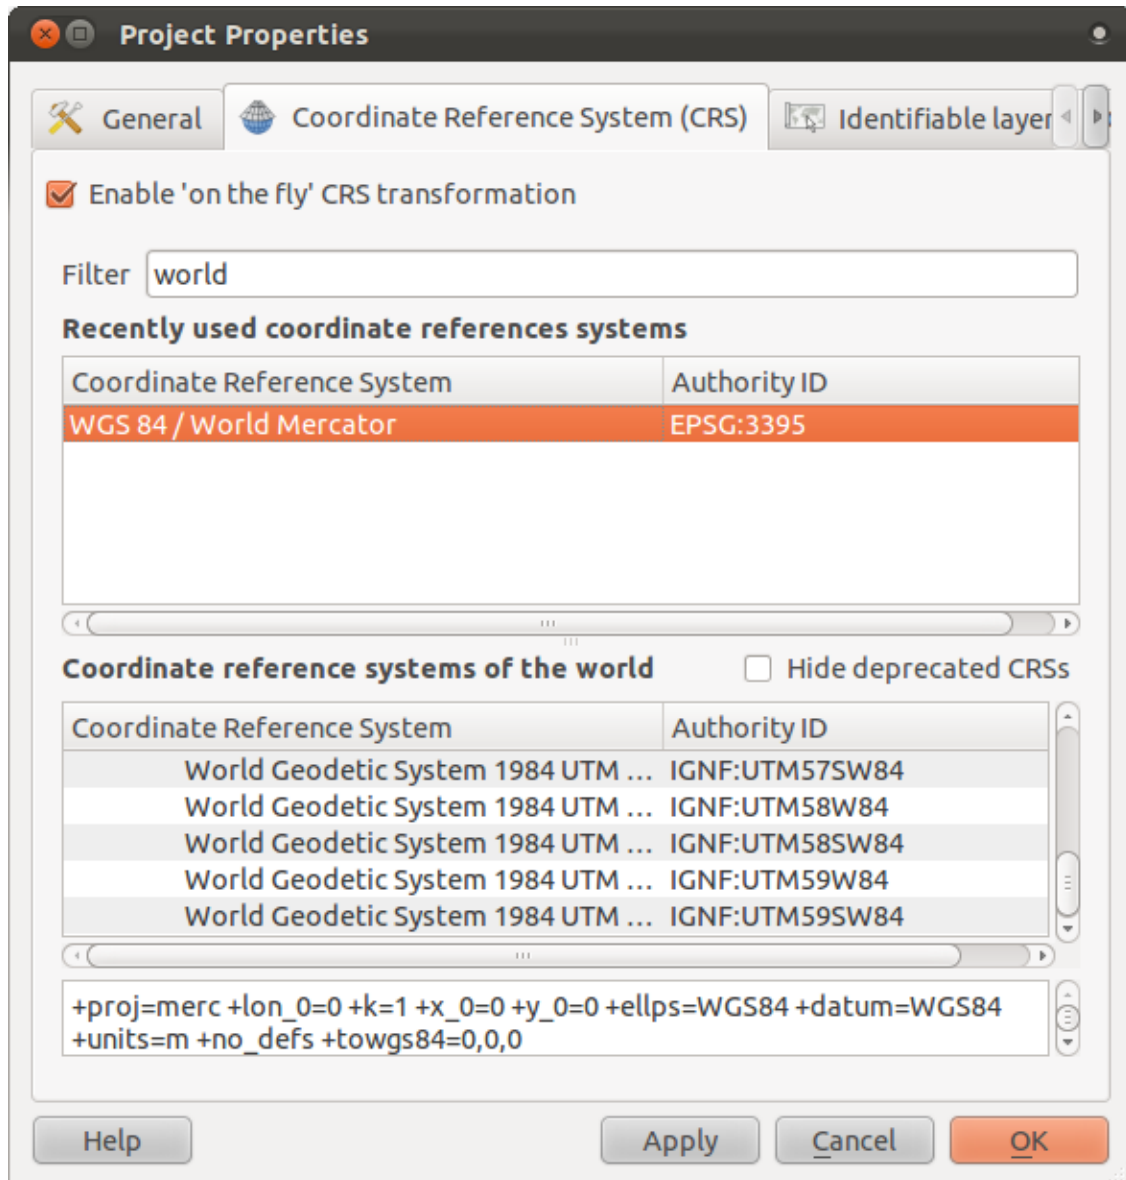 Project Properties
General
Coordinate Reference System (CRS)
Identifiable layer
Enable 'on the fly' CRS transformation
Filter world
Recently used coordinate references systems
Coordinate Reference System Authority ID
WGS 84 / World Mercator EPSG:3395
Coordinate reference systems of the world Hide deprecated CRSs
Coordinate Reference System Authority ID
World Geodetic System 1984 UTM ... IGNF:UTM57SW84
World Geodetic System 1984 UTM ... IGNF:UTM58W84
World Geodetic System 1984 UTM ... IGNF:UTM58SW84
World Geodetic System 1984 UTM ... IGNF:UTM59W84
World Geodetic System 1984 UTM ... IGNF:UTM59SW84
+proj=merc +lon_0=0 +k=1 +x_0=0 +y_0=0 +ellps=WGS84 +datum=WGS84
+units=m +no_defs +towgs84=0,0,0
Help Apply Cancel OK